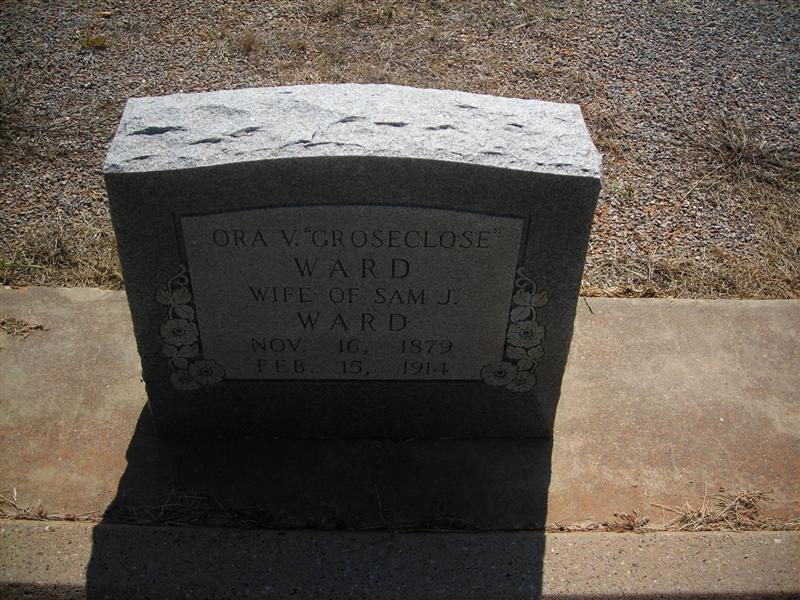 ORA V. "GROSECLOSE"
WARD
WIFE OF SAM J.
WARD
NOV. 16, 1879
FEB. 15, 1914